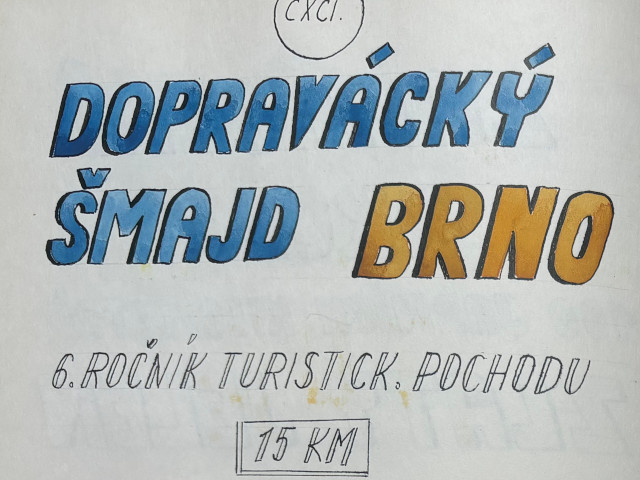 CXCI.
DOPRAVÁCKÝ
ŠMAJD BRNO
6. ROČNÍK TURISTICK. POCHODU
15 KM